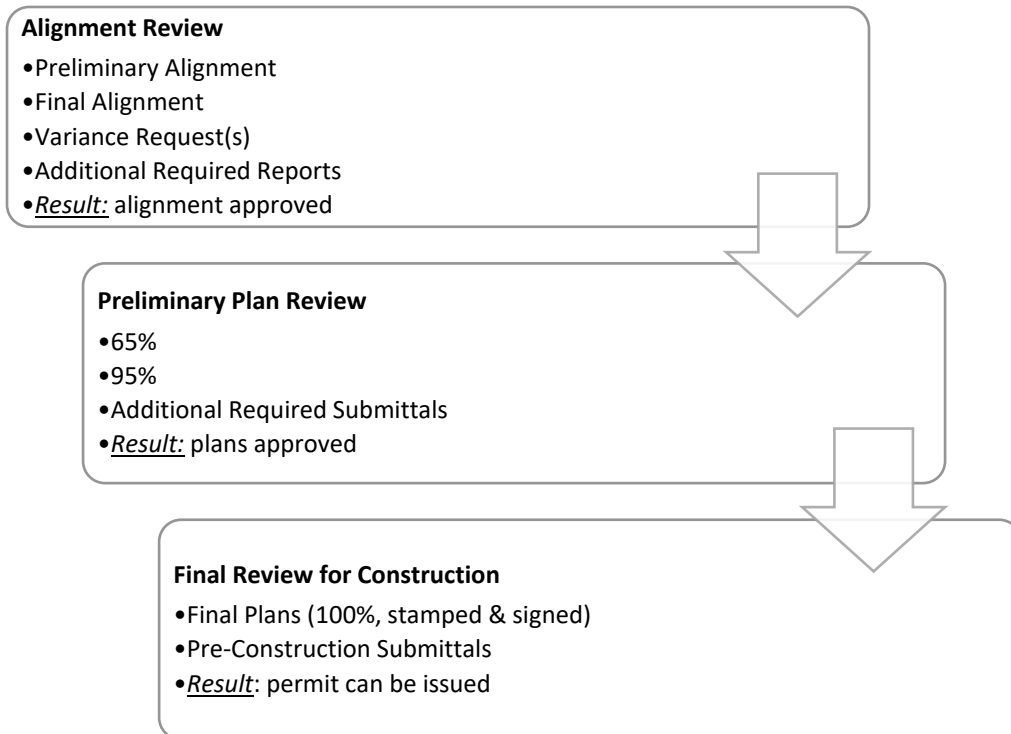 Alignment Review
•Preliminary Alignment
•Final Alignment
•Variance Request(s)
•Additional Required Reports
•Result: alignment approved
Preliminary Plan Review
•65%
•95%
•Additional Required Submittals
•Result: plans approved
Final Review for Construction
•Final Plans (100%, stamped & signed)
•Pre-Construction Submittals
•Result: permit can be issued